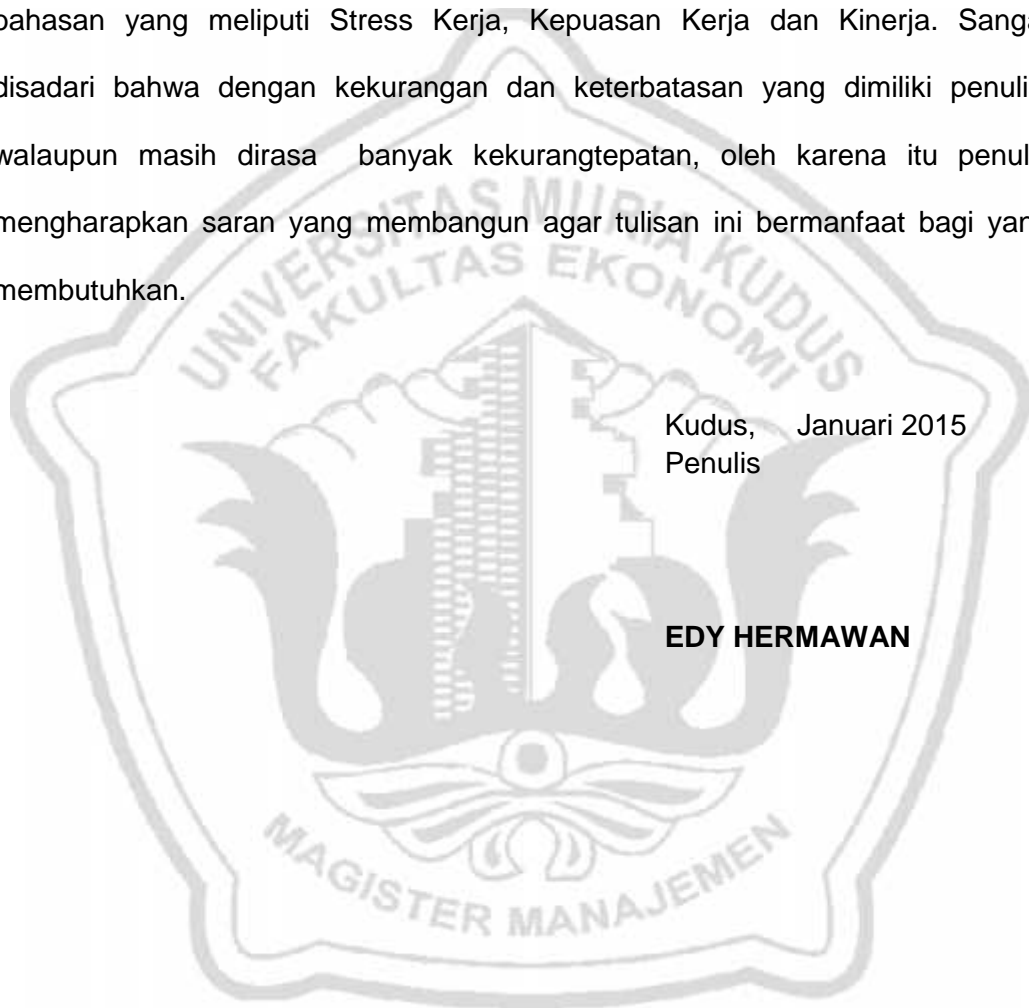 bahasan yang meliputi Stress Kerja, Kepuasan Kerja dan Kinerja. Sanga
disadari bahwa dengan kekurangan dan keterbatasan yang dimiliki penuli
walaupun masih dirasa banyak kekurangtepatan, oleh karena itu penul
mengharapkan saran yang membangun agar tulisan ini bermanfaat bagi yan
membutuhkan.
UNIVERSITAS MURIA KUDUS
FAKULTAS EKONOMI
Kudus, Januari 2015
Penulis
EDY HERMAWAN
MAGISTER MANAJEMEN